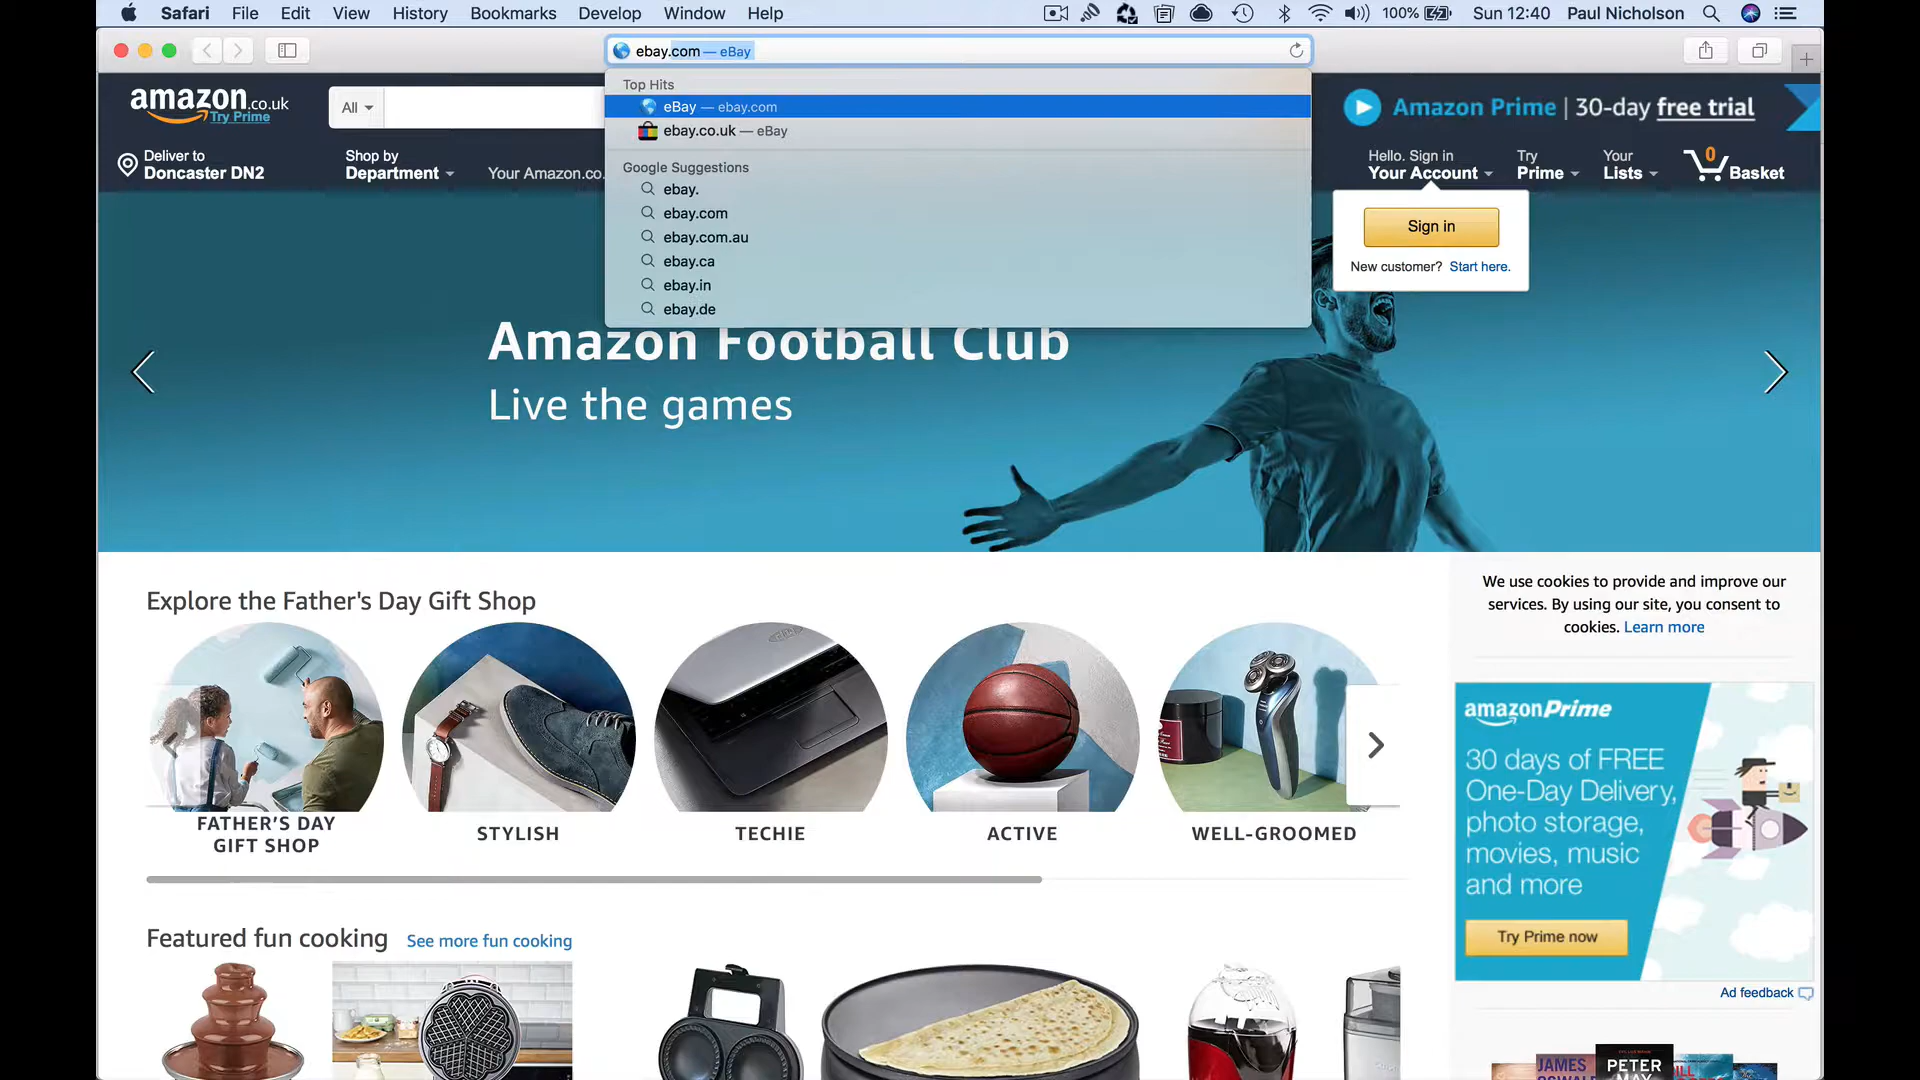 Safari File Edit View History Bookmarks Develop Window Help 100% Sun 12:40 Paul Nicholson
ebay.com — eBay
Top Hits
eBay — ebay.com
ebay.co.uk — eBay
Google Suggestions
ebay.
ebay.com
ebay.com.au
ebay.ca
ebay.in
ebay.de
amazon.co.uk
Try Prime
All
Amazon Prime | 30-day free trial
Deliver to
Doncaster DN2
Shop by
Department
Your Amazon.co.
Hello. Sign in
Your Account
Try
Prime
Your
Lists
0
Basket
Sign in
New customer? Start here.
Amazon Football Club
Live the games
Explore the Father's Day Gift Shop
FATHER'S DAY
GIFT SHOP
STYLISH
TECHIE
ACTIVE
WELL-GROOMED
We use cookies to provide and improve our
services. By using our site, you consent to
cookies. Learn more
amazonPrime
30 days of FREE
One-Day Delivery,
photo storage,
movies, music
and more
Try Prime now
Ad feedback
Featured fun cooking See more fun cooking
JAMES
PETER